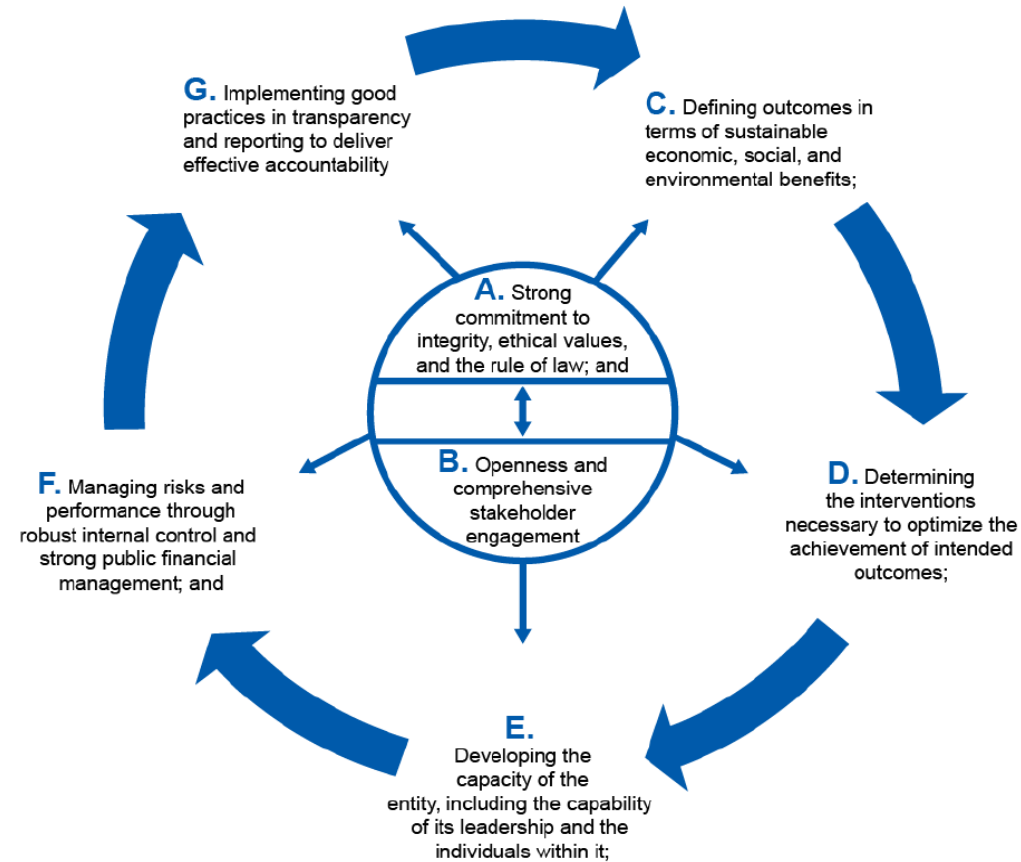 G. Implementing good
practices in transparency
and reporting to deliver
effective accountability
C. Defining outcomes in
terms of sustainable
economic, social, and
environmental benefits;
A. Strong
commitment to
integrity, ethical values,
and the rule of law; and
B. Openness and
comprehensive
stakeholder
engagement
D. Determining
the interventions
necessary to optimize the
achievement of intended
outcomes;
E.
Developing the
capacity of the
entity, including the capability
of its leadership and the
individuals within it;
F. Managing risks and
performance through
robust internal control and
strong public financial
management; and